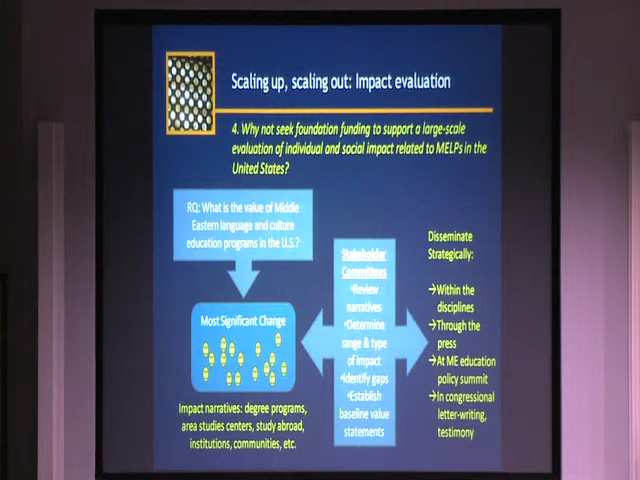 Scaling up, scaling out: Impact evaluation
4. Why not seek foundation funding to support a large-scale
evaluation of individual and social impact related to MELPs in the
United States?
RQ: What is the value of Middle
Eastern language and culture
education programs in the U.S.?
Most Significant Change
Impact narratives: degree programs,
area studies centers, study abroad,
institutions, communities, etc.
Stakeholder
Committees
•Review
narratives
•Determine
range & type
of impact
•Identify gaps
•Establish
baseline value
statements
Disseminate
Strategically:
→Within the
disciplines
→Through the
press
→At ME education
policy summit
→In congressional
letter-writing,
testimony